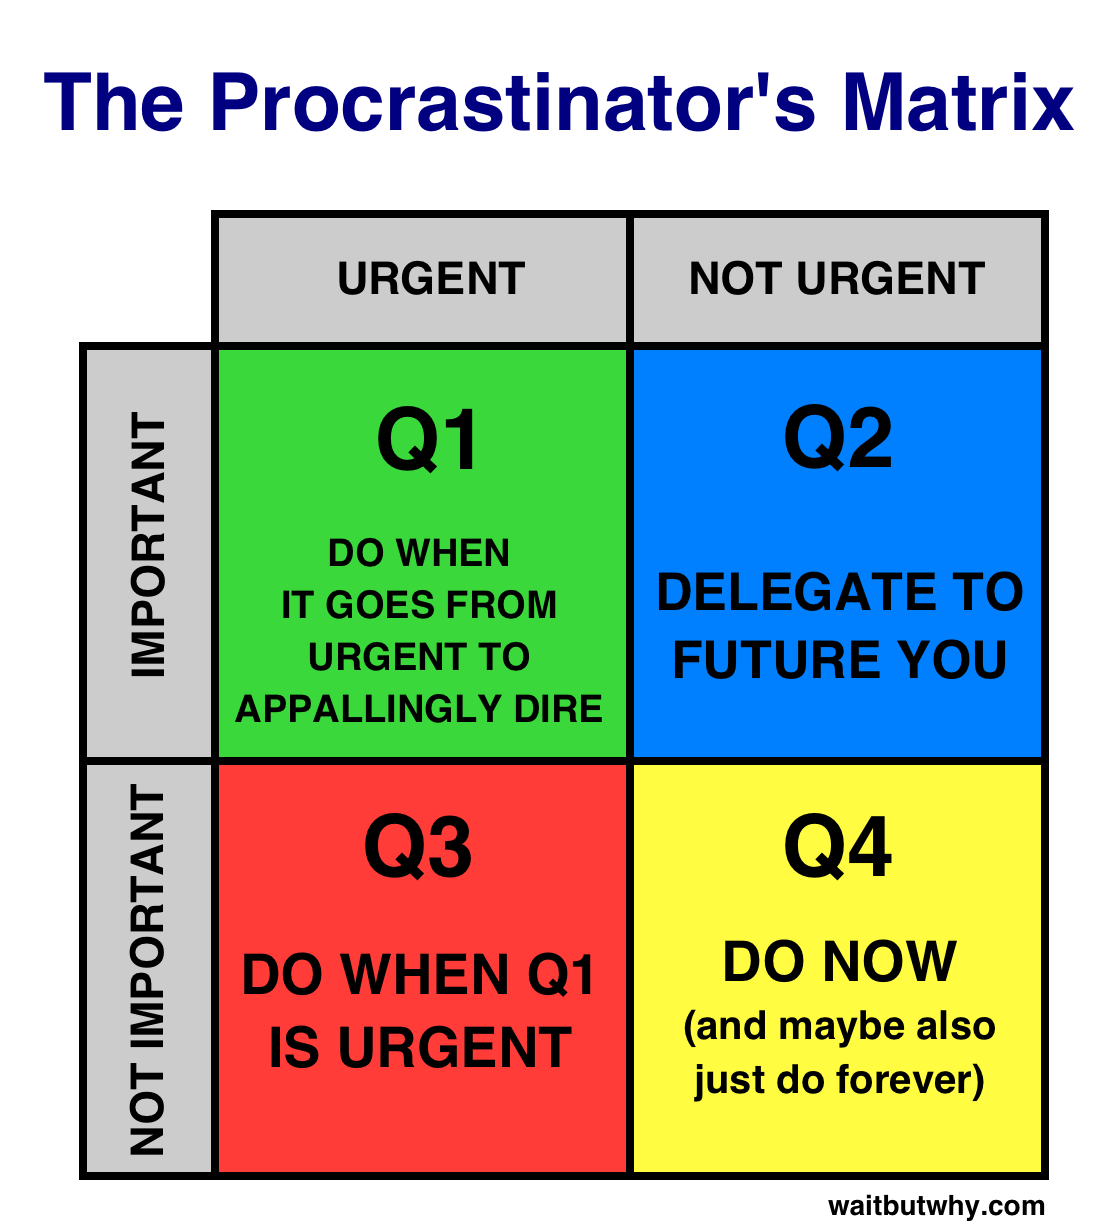 The Procrastinator's Matrix
URGENT
NOT URGENT
IMPORTANT
Q1
DO WHEN
IT GOES FROM
URGENT TO
APPALLINGLY DIRE
Q2
DELEGATE TO
FUTURE YOU
NOT IMPORTANT
Q3
DO WHEN Q1
IS URGENT
Q4
DO NOW
(and maybe also
just do forever)
waitbutwhy.com